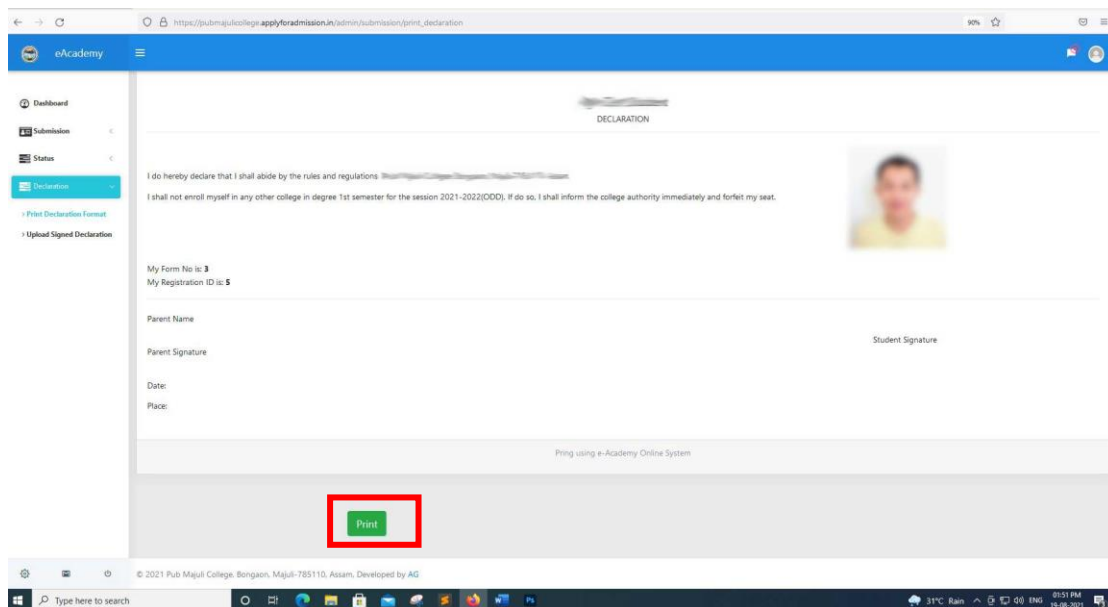 https://pubmajulicollege.applyforadmission.in/admin/submission/print_declaration
90%
eAcademy
Dashboard
Submission
Status
Declaration
› Print Declaration Format
› Upload Signed Declaration
DECLARATION
I do hereby declare that I shall abide by the rules and regulations
I shall not enroll myself in any other college in degree 1st semester for the session 2021-2022(ODD). If do so, I shall inform the college authority immediately and forfeit my seat.
My Form No is: 3
My Registration ID is: 5
Parent Name
Student Signature
Parent Signature
Date:
Place:
Pring using e-Academy Online System
Print
© 2021 Pub Majuli College, Bongaon, Majuli-785110, Assam, Developed by AG
Type here to search
31°C Rain
ENG
01:51 PM
19-08-2021